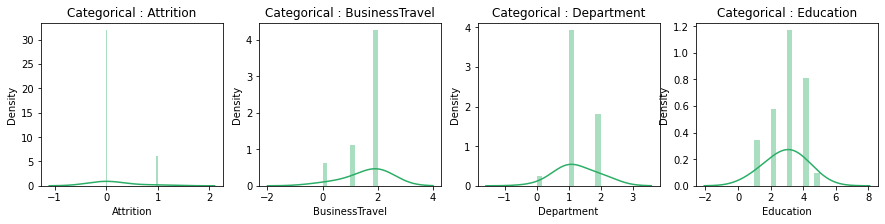 Categorical : Attrition
Categorical : BusinessTravel
Categorical : Department
Categorical : Education
Density
30
25
20
15
10
5
0
−1 0 1 2
Attrition
Density
4
3
2
1
0
−2 0 2 4
BusinessTravel
Density
4
3
2
1
0
−1 0 1 2 3
Department
Density
1.2
1.0
0.8
0.6
0.4
0.2
0.0
−2 0 2 4 6 8
Education